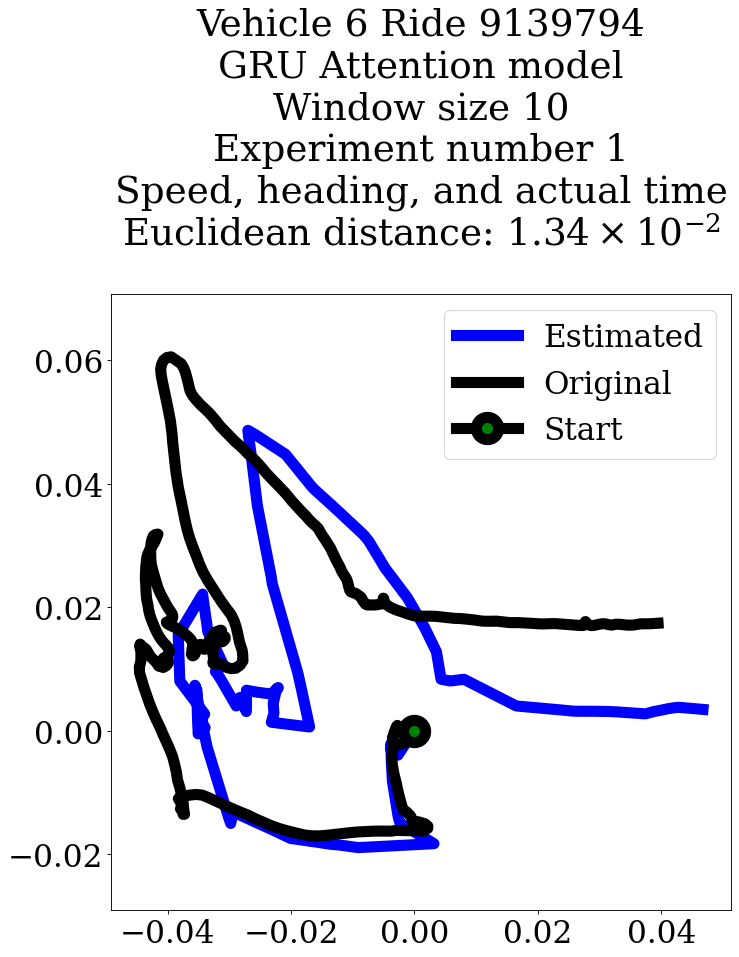 Vehicle 6 Ride 9139794
GRU Attention model
Window size 10
Experiment number 1
Speed, heading, and actual time
Euclidean distance: 1.34 × 10⁻²
Estimated
Original
Start
0.06
0.04
0.02
0.00
−0.02
−0.04
−0.02
0.00
0.02
0.04